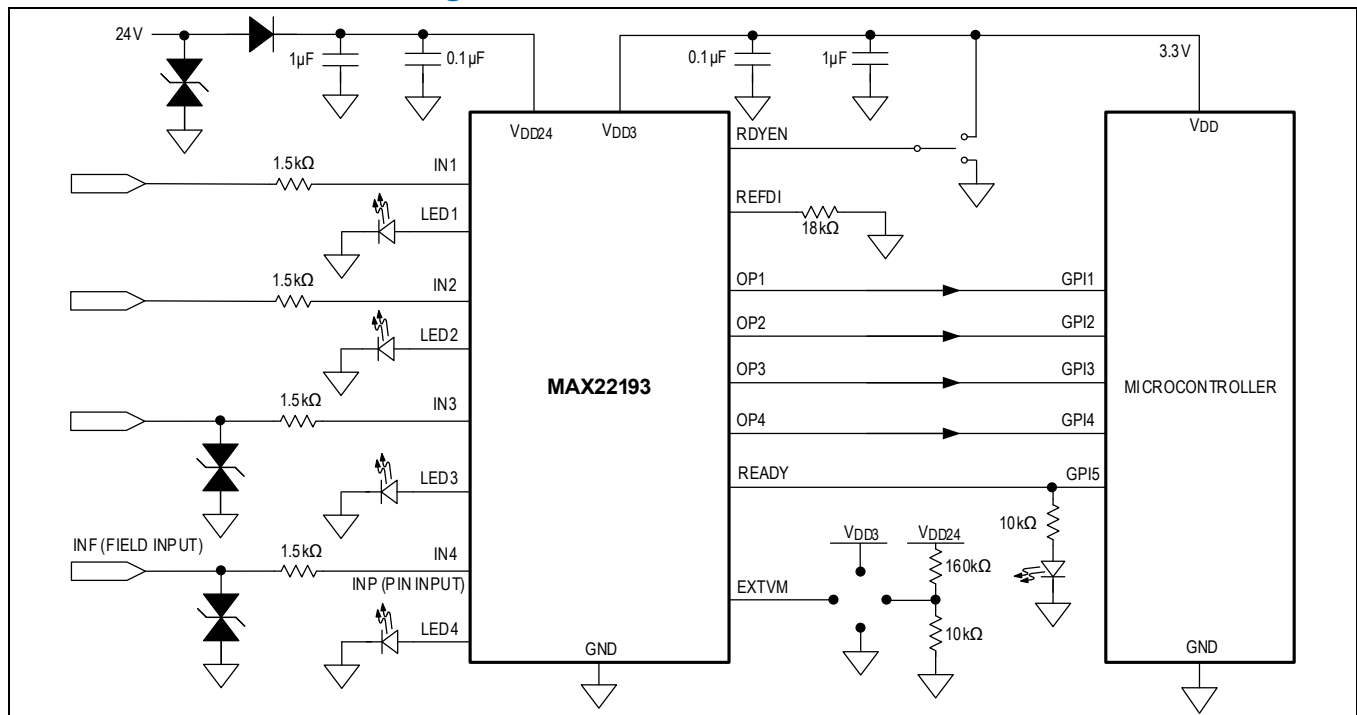 24V
1µF
0.1µF
0.1µF
1µF
3.3V
VDD24
VDD3
VDD
RDYEN
1.5kΩ
IN1
LED1
REFDI
18kΩ
1.5kΩ
IN2
LED2
OP1
GPI1
OP2
GPI2
MAX22193
OP3
GPI3
MICROCONTROLLER
1.5kΩ
IN3
OP4
GPI4
LED3
READY
GPI5
10kΩ
INF (FIELD INPUT)
1.5kΩ
IN4
INP (PIN INPUT)
VDD3
VDD24
160kΩ
EXTVM
10kΩ
LED4
GND
GND